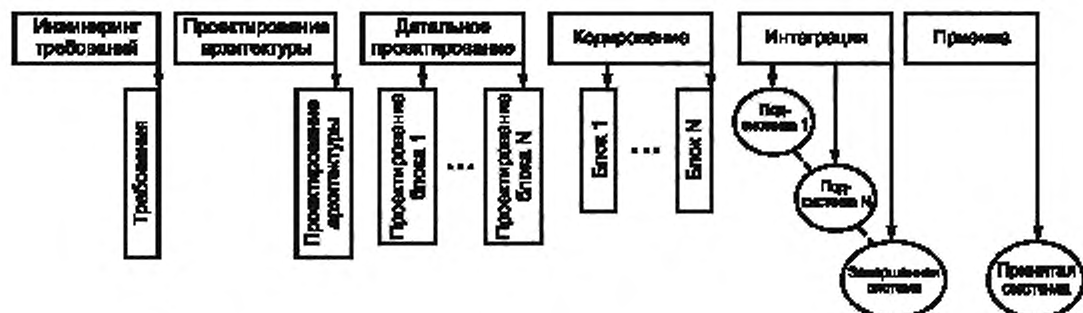 Инжиниринг
требований
Проектирование
архитектуры
Детальное
проектирование
Кодирование
Интеграция
Приемка
Требования
Проектирование
архитектуры
Проектирование
блока 1
...
Проектирование
блока N
Блок 1
...
Блок N
Под-
система 1
Под-
система N
Завершенная
система
Принятая
система